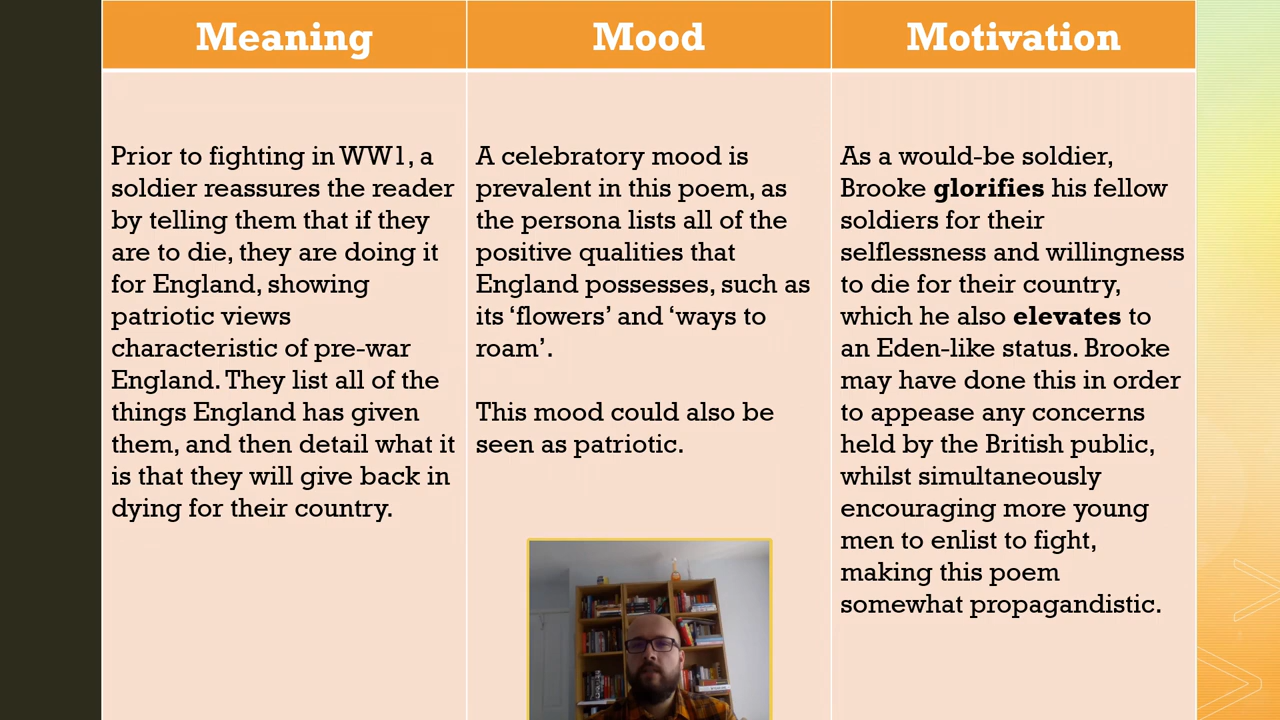 Meaning
Mood
Motivation
Prior to fighting in WW1, a
soldier reassures the reader
by telling them that if they
are to die, they are doing it
for England, showing
patriotic views
characteristic of pre-war
England. They list all of the
things England has given
them, and then detail what it
is that they will give back in
dying for their country.
A celebratory mood is
prevalent in this poem, as
the persona lists all of the
positive qualities that
England possesses, such as
its ‘flowers’ and ‘ways to
roam’.
This mood could also be
seen as patriotic.
As a would-be soldier,
Brooke glorifies his fellow
soldiers for their
selflessness and willingness
to die for their country,
which he also elevates to
an Eden-like status. Brooke
may have done this in order
to appease any concerns
held by the British public,
whilst simultaneously
encouraging more young
men to enlist to fight,
making this poem
somewhat propagandistic.